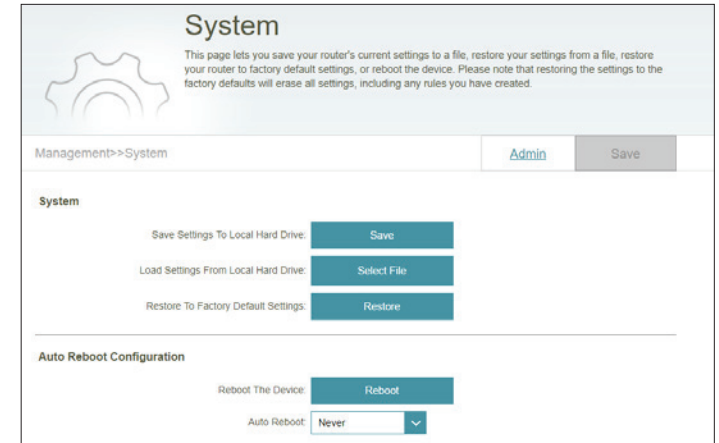 System
This page lets you save your router's current settings to a file, restore your settings from a file, restore
your router to factory default settings, or reboot the device. Please note that restoring the settings to the
factory defaults will erase all settings, including any rules you have created.
Management>>System
Admin
Save
System
Save Settings To Local Hard Drive: Save
Load Settings From Local Hard Drive: Select File
Restore To Factory Default Settings: Restore
Auto Reboot Configuration
Reboot The Device: Reboot
Auto Reboot: Never